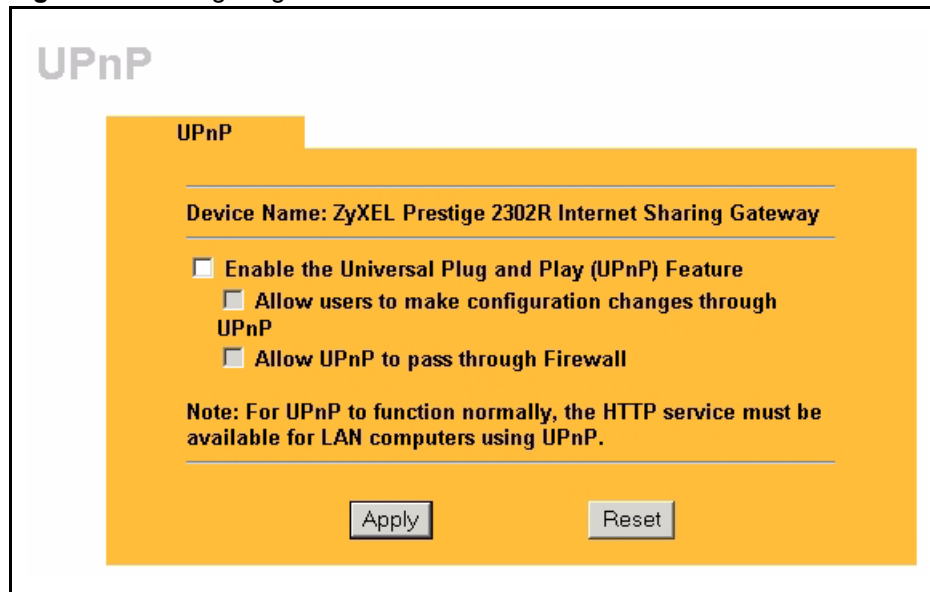 UPnP
UPnP
Device Name: ZyXEL Prestige 2302R Internet Sharing Gateway
Enable the Universal Plug and Play (UPnP) Feature
Allow users to make configuration changes through
UPnP
Allow UPnP to pass through Firewall
Note: For UPnP to function normally, the HTTP service must be
available for LAN computers using UPnP.
Apply Reset